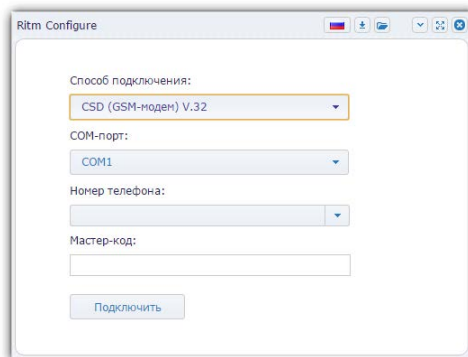 Ritm Configure
Способ подключения:
CSD (GSM-модем) V.32
COM-порт:
COM1
Номер телефона:
Мастер-код:
Подключить